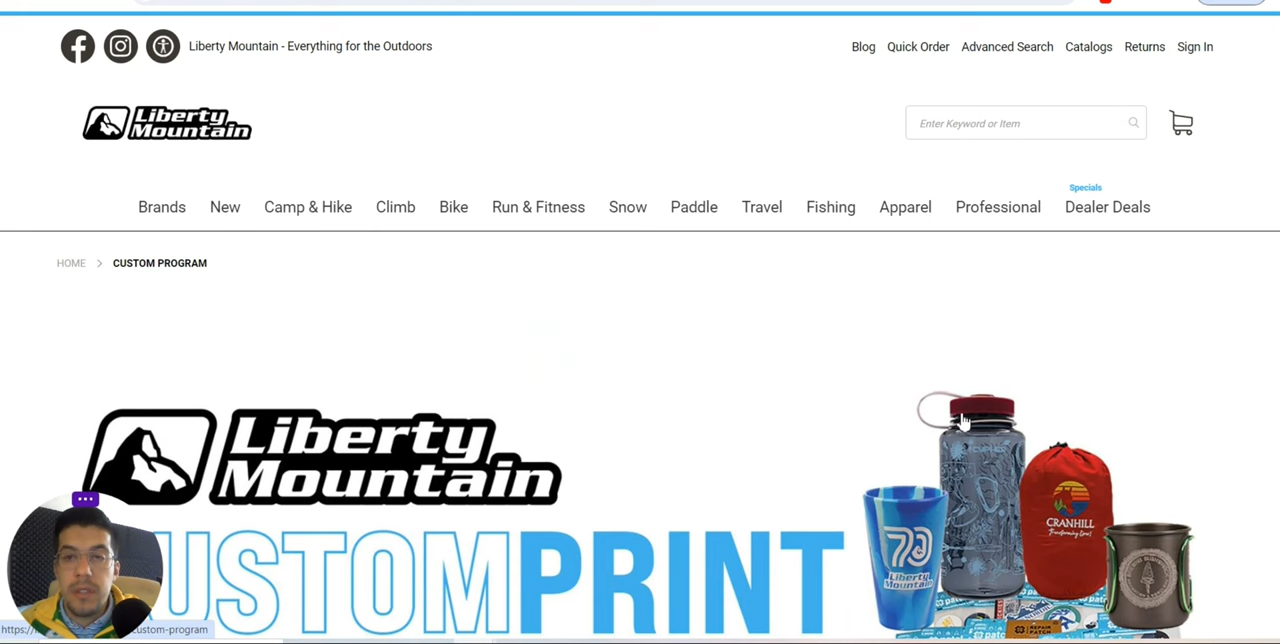 Liberty Mountain - Everything for the Outdoors
Blog Quick Order Advanced Search Catalogs Returns Sign In
Liberty
Mountain
Enter Keyword or Item
Specials
Brands New Camp & Hike Climb Bike Run & Fitness Snow Paddle Travel Fishing Apparel Professional Dealer Deals
HOME > CUSTOM PROGRAM
Liberty
Mountain
USTOMPRINT
70
Liberty
Mountain
CRANHILL
custom-program